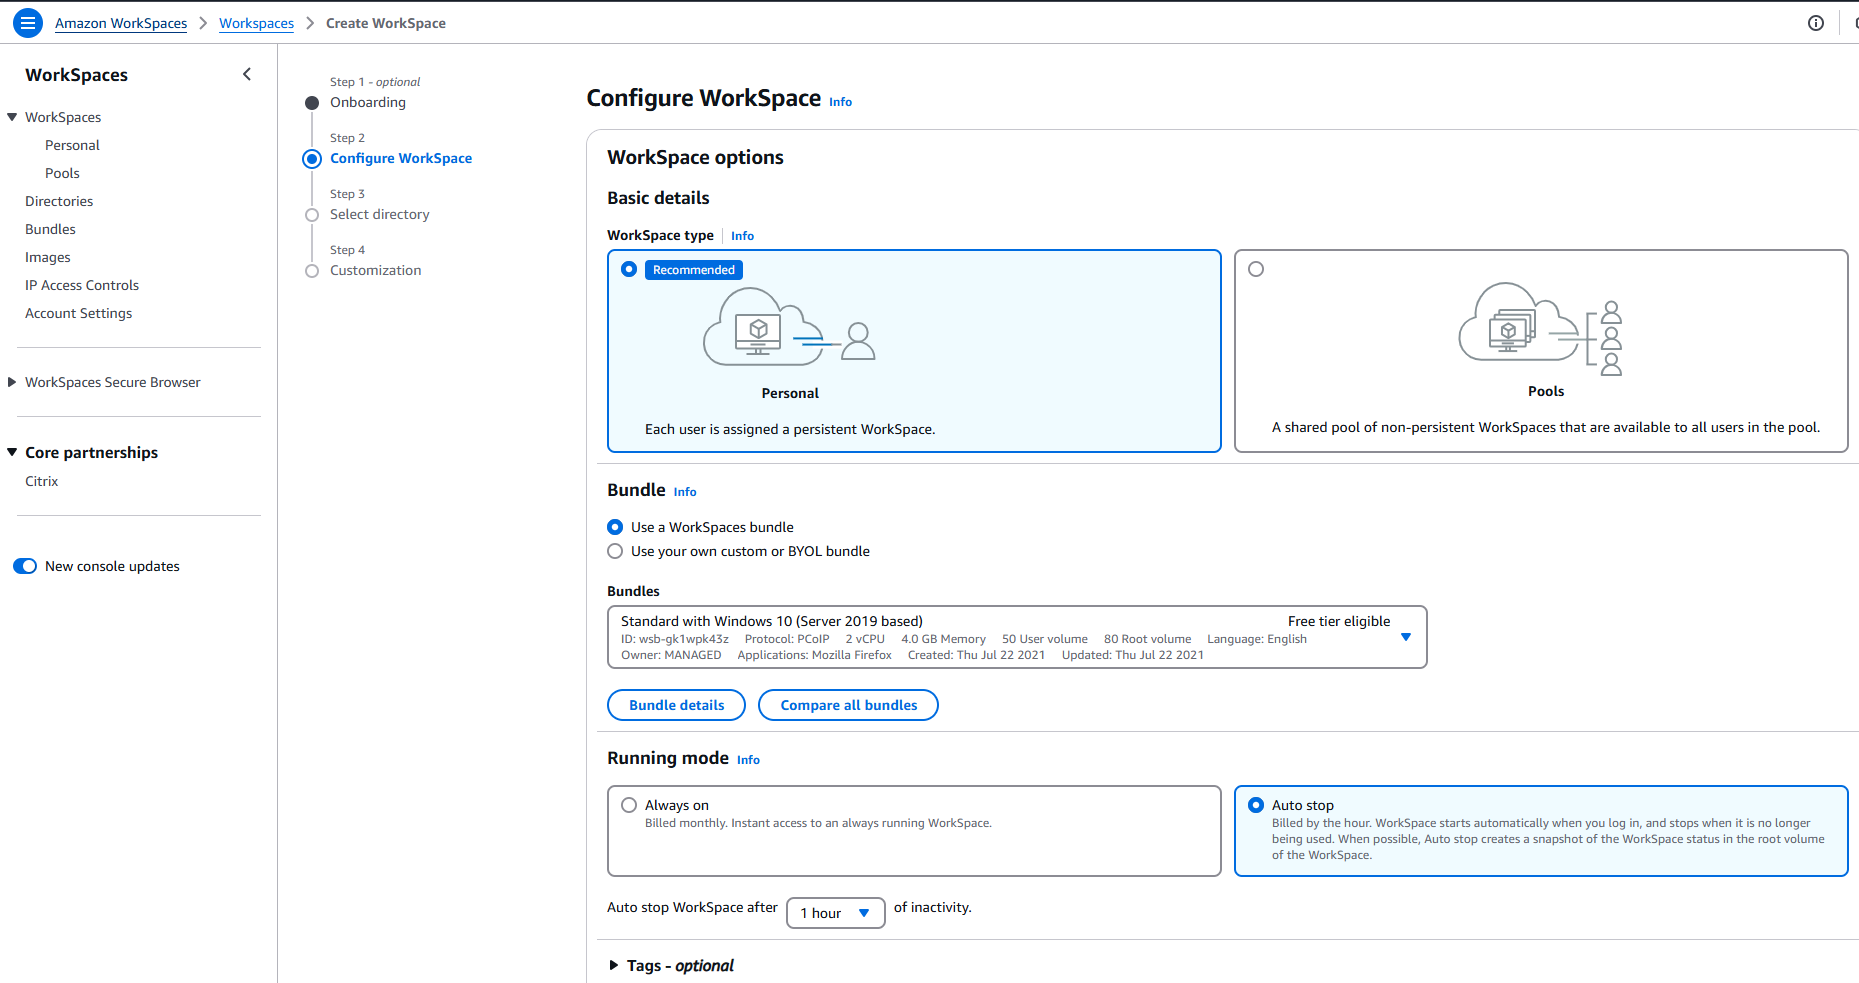 Amazon WorkSpaces > Workspaces > Create WorkSpace
WorkSpaces
WorkSpaces
Personal
Pools
Directories
Bundles
Images
IP Access Controls
Account Settings
WorkSpaces Secure Browser
Core partnerships
Citrix
New console updates
Step 1 - optional
Onboarding
Step 2
Configure WorkSpace
Step 3
Select directory
Step 4
Customization
Configure WorkSpace Info
WorkSpace options
Basic details
WorkSpace type Info
Recommended
Personal
Each user is assigned a persistent WorkSpace.
Pools
A shared pool of non-persistent WorkSpaces that are available to all users in the pool.
Bundle Info
Use a WorkSpaces bundle
Use your own custom or BYOL bundle
Bundles
Standard with Windows 10 (Server 2019 based) Free tier eligible
ID: wsb-gk1wpk43z Protocol: PCoIP 2 vCPU 4.0 GB Memory 50 User volume 80 Root volume Language: English
Owner: MANAGED Applications: Mozilla Firefox Created: Thu Jul 22 2021 Updated: Thu Jul 22 2021
Bundle details Compare all bundles
Running mode Info
Always on
Billed monthly. Instant access to an always running WorkSpace.
Auto stop
Billed by the hour. WorkSpace starts automatically when you log in, and stops when it is no longer
being used. When possible, Auto stop creates a snapshot of the WorkSpace status in the root volume
of the WorkSpace.
Auto stop WorkSpace after 1 hour of inactivity.
Tags - optional